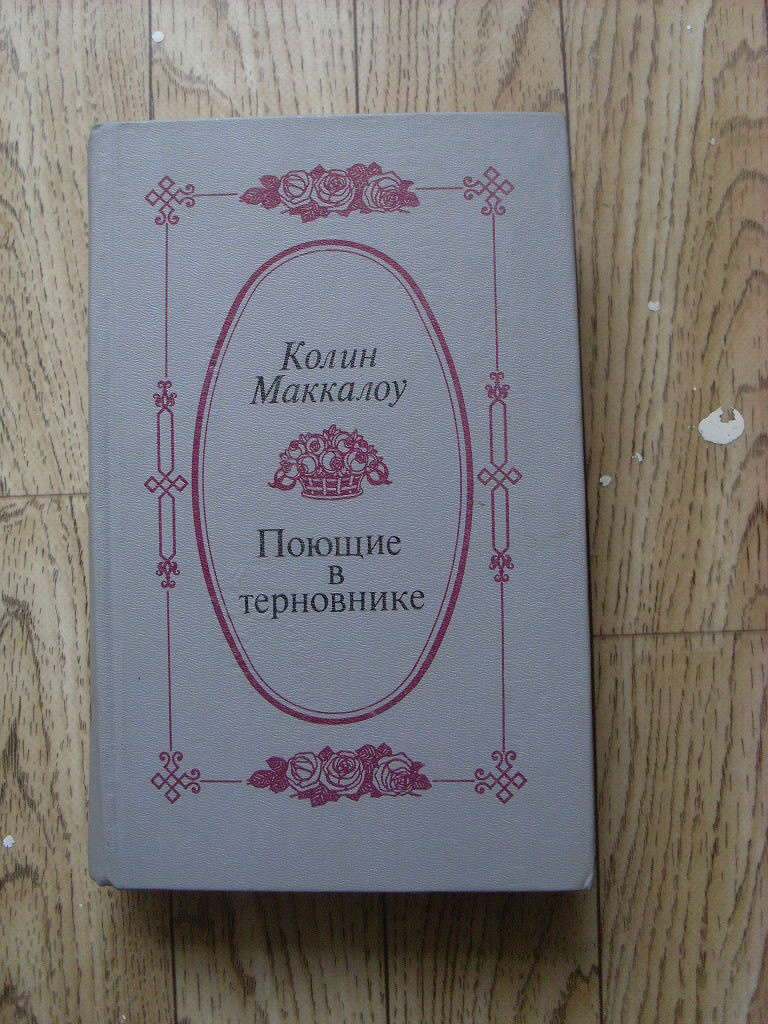 Колин
Маккалоу
Поющие
в
терновнике